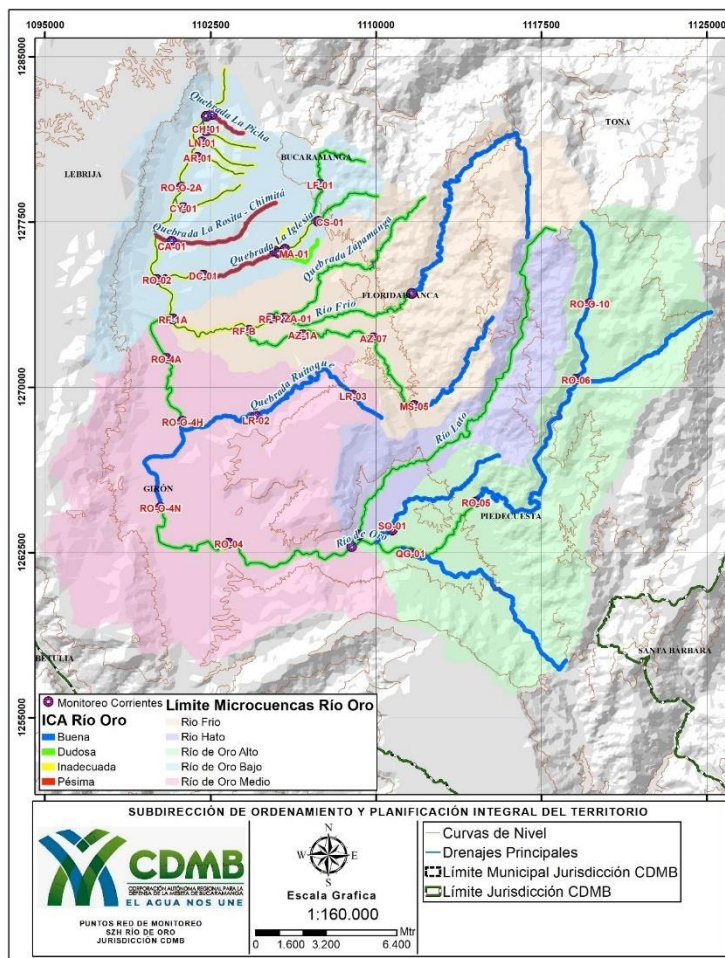 1095000 1102500 1110000 1117500 1125000
1285000
1277500
1270000
1262500
1255000
Quebrada La Picha
CH-01
LN-01
AR-01
TONA
BUCARAMANGA
LEBRIJA
RO-O-2A
LF-01
CY-01
Quebrada La Rosita - Chimitá
CS-01
CA-01
Quebrada La Iglesia
MA-01
Quebrada Zapamanga
RO-02
DC-01
FLORIDABLANCA
RO-O-10
Río Frío
RF-1A
RF-P
ZA-01
RF-B
AZ-1A
AZ-07
RO-4A
RO-06
Quebrada Ruitoque
LR-03
MS-05
LR-02
RO-O-4H
Río Lato
GIRÓN
RO-O-4N
RO-05
PIEDECUESTA
SO-01
RO-04
Río de Oro
QG-01
SANTA BÁRBARA
BETULIA
Monitoreo Corrientes
ICA Río Oro
Buena
Dudosa
Inadecuada
Pésima
Límite Microcuencas Río Oro
Rio Frio
Rio Hato
Río de Oro Alto
Río de Oro Bajo
Río de Oro Medio
SUBDIRECCIÓN DE ORDENAMIENTO Y PLANIFICACIÓN INTEGRAL DEL TERRITORIO
CDMB
CORPORACIÓN AUTÓNOMA REGIONAL PARA LA
DEFENSA DE LA MESETA DE BUCARAMANGA
EL AGUA NOS UNE
PUNTOS RED DE MONITOREO
SZH RÍO DE ORO
JURISDICCIÓN CDMB
N
W E
S
Escala Grafica
1:160.000
Mtr
0 1.600 3.200 6.400
Curvas de Nivel
Drenajes Principales
Límite Municipal Jurisdicción CDMB
Límite Jurisdicción CDMB